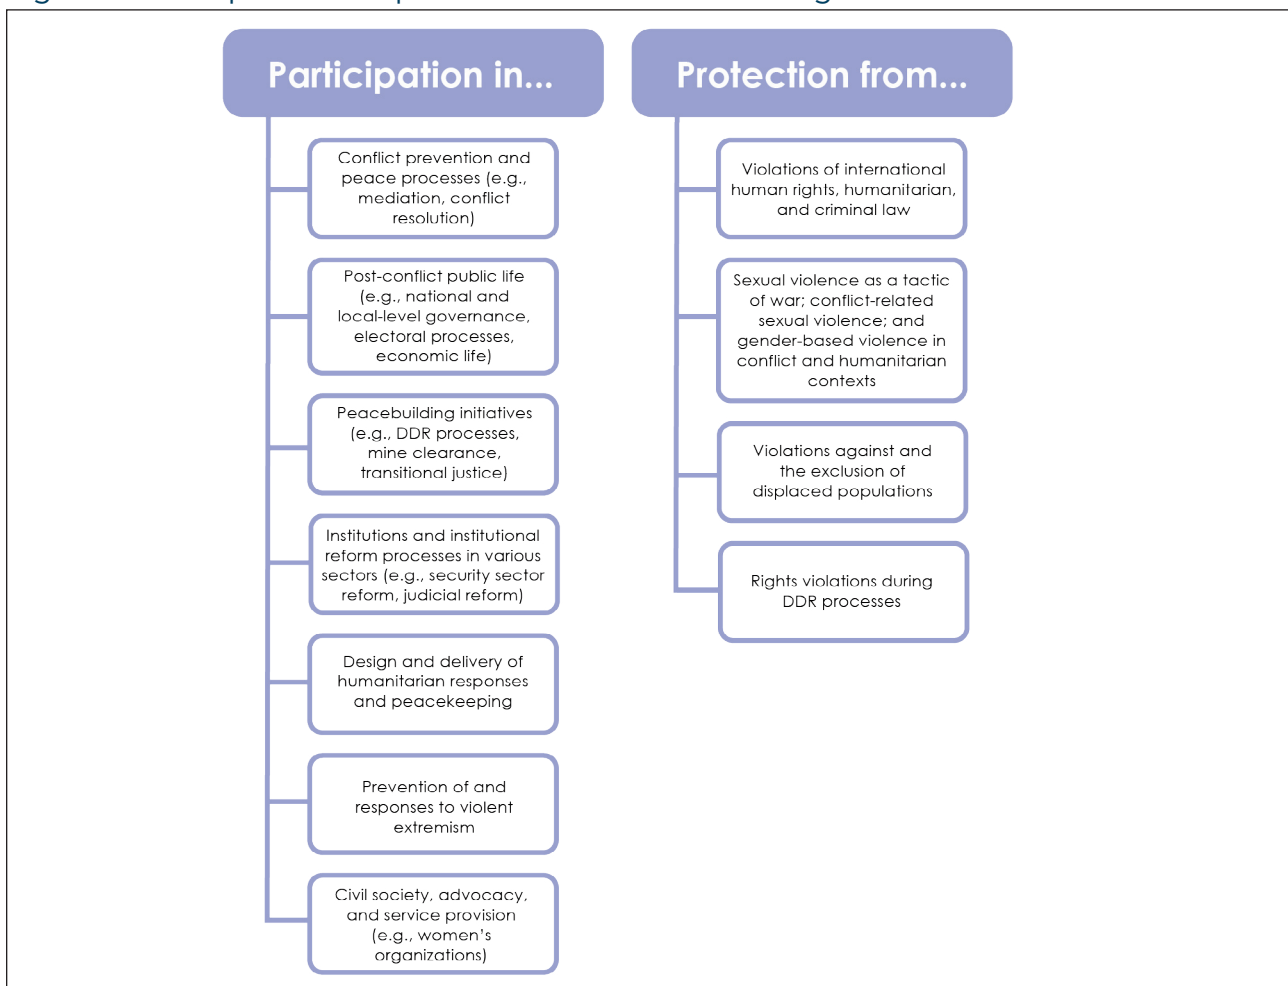 Participation in...
Conflict prevention and
peace processes (e.g.,
mediation, conflict
resolution)
Post-conflict public life
(e.g., national and
local-level governance,
electoral processes,
economic life)
Peacebuilding initiatives
(e.g., DDR processes,
mine clearance,
transitional justice)
Institutions and institutional
reform processes in various
sectors (e.g., security sector
reform, judicial reform)
Design and delivery of
humanitarian responses
and peacekeeping
Prevention of and
responses to violent
extremism
Civil society, advocacy,
and service provision
(e.g., women's
organizations)
Protection from...
Violations of international
human rights, humanitarian,
and criminal law
Sexual violence as a tactic
of war; conflict-related
sexual violence; and
gender-based violence in
conflict and humanitarian
contexts
Violations against and
the exclusion of
displaced populations
Rights violations during
DDR processes